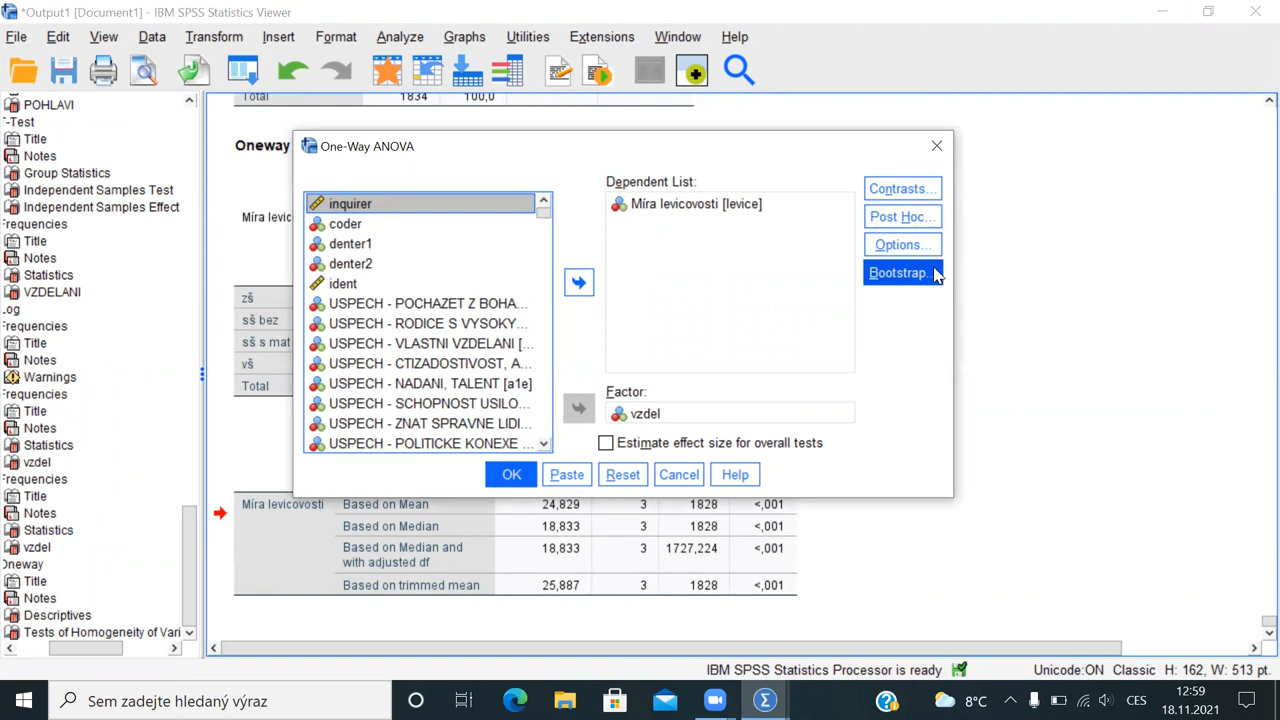 *Output1 [Document1] - IBM SPSS Statistics Viewer
File Edit View Data Transform Insert Format Analyze Graphs Utilities Extensions Window Help
POHLAVI
-Test
Title
Notes
Group Statistics
Independent Samples Test
Independent Samples Effect
Frequencies
Title
Notes
Statistics
VZDELANI
Log
Title
Notes
Warnings
Frequencies
Title
Notes
Statistics
vzdel
Frequencies
Title
Notes
Statistics
vzdel
Oneway
Title
Notes
Descriptives
Tests of Homogeneity of Vari
Total 1834 100,0
Oneway
Míra levic
zš
sš bez
sš s mat
vš
Total
One-Way ANOVA
inquirer
coder
denter1
denter2
ident
USPECH - POCHAZET Z BOHA...
USPECH - RODICE S VYSOKY...
USPECH - VLASTNI VZDELANI [...
USPECH - CTIZADOSTIVOST, A...
USPECH - NADANI, TALENT [a1e]
USPECH - SCHOPNOST USILO...
USPECH - ZNAT SPRAVNE LIDI...
USPECH - POLITICKE KONEXE ...
Dependent List:
Míra levicovosti [levice]
Factor:
vzdel
Estimate effect size for overall tests
Contrasts...
Post Hoc...
Options...
Bootstrap...
OK Paste Reset Cancel Help
Míra levicovosti Based on Mean 24,829 3 1828 <,001
Based on Median 18,833 3 1828 <,001
Based on Median and with adjusted df 18,833 3 1727,224 <,001
Based on trimmed mean 25,887 3 1828 <,001
IBM SPSS Statistics Processor is ready Unicode:ON Classic H: 162, W: 513 pt.
Sem zadejte hledaný výraz
8°C CES 12:59
18.11.2021